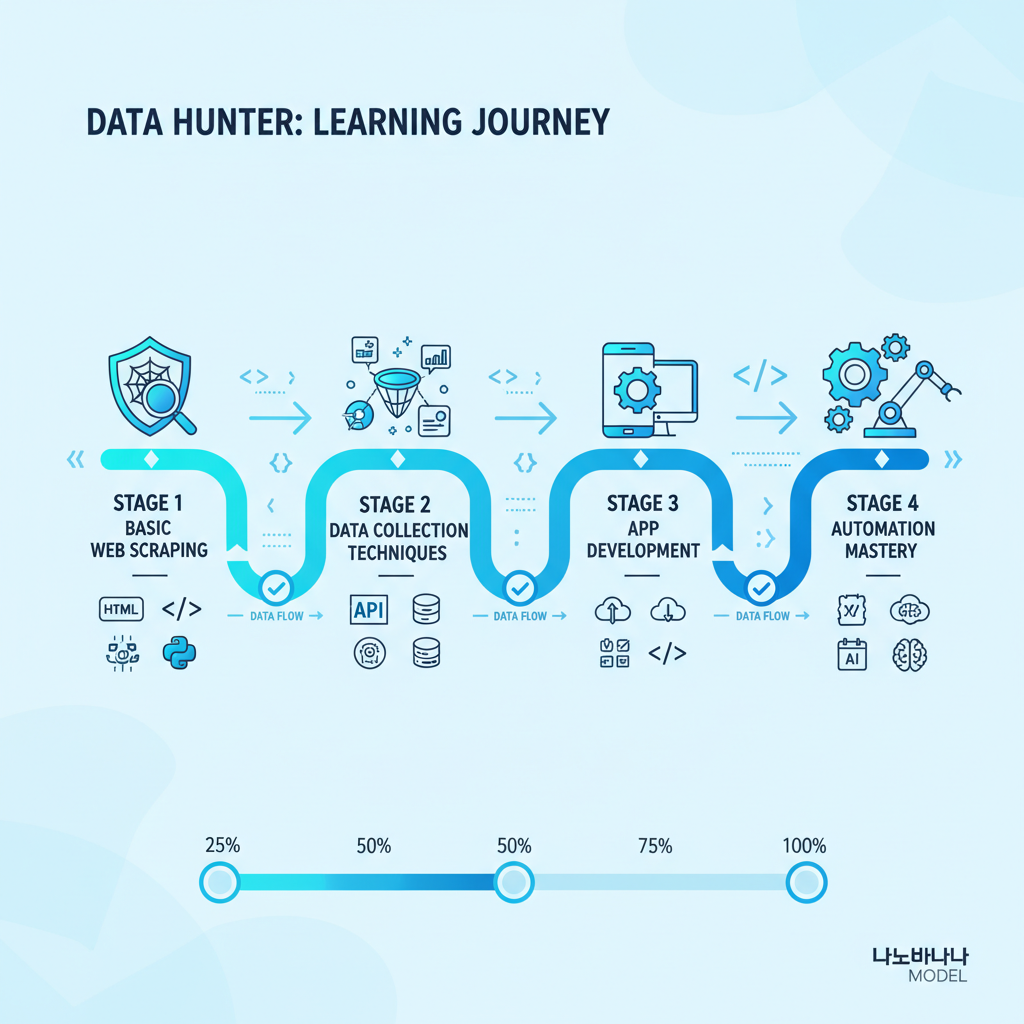 DATA HUNTER: LEARNING JOURNEY
<> ›
<> ›
</>
{}
{}
STAGE 1
BASIC
WEB SCRAPING
HTML
</>
DATA FLOW
STAGE 2
DATA COLLECTION
TECHNIQUES
API
DATA FLOW
STAGE 3
APP
DEVELOPMENT
</>
DATA FLOW
STAGE 4
AUTOMATION
MASTERY
AI
25% 50% 50% 75% 100%
나노바나나
MODEL